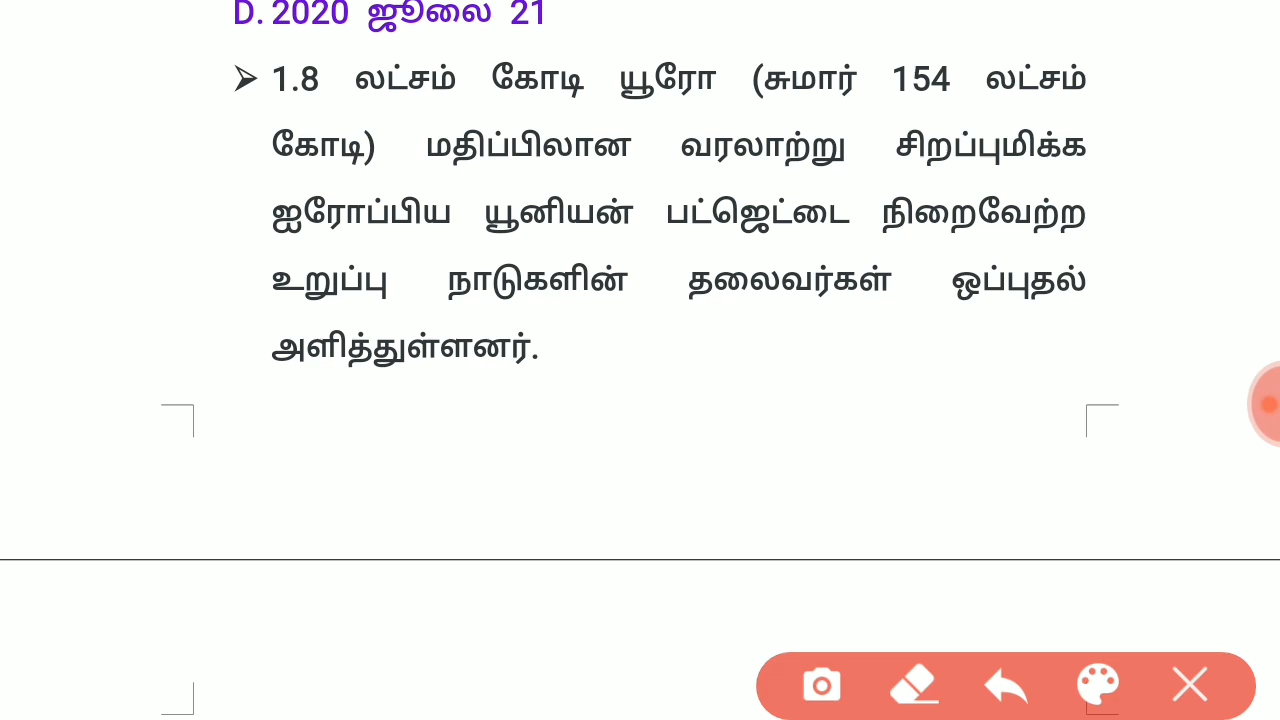 D. 2020 ஜூலை 21
➢ 1.8 லட்சம் கோடி யூரோ (சுமார் 154 லட்சம்
கோடி) மதிப்பிலான வரலாற்று சிறப்புமிக்க
ஐரோப்பிய யூனியன் பட்ஜெட்டை நிறைவேற்ற
உறுப்பு நாடுகளின் தலைவர்கள் ஒப்புதல்
அளித்துள்ளனர்.